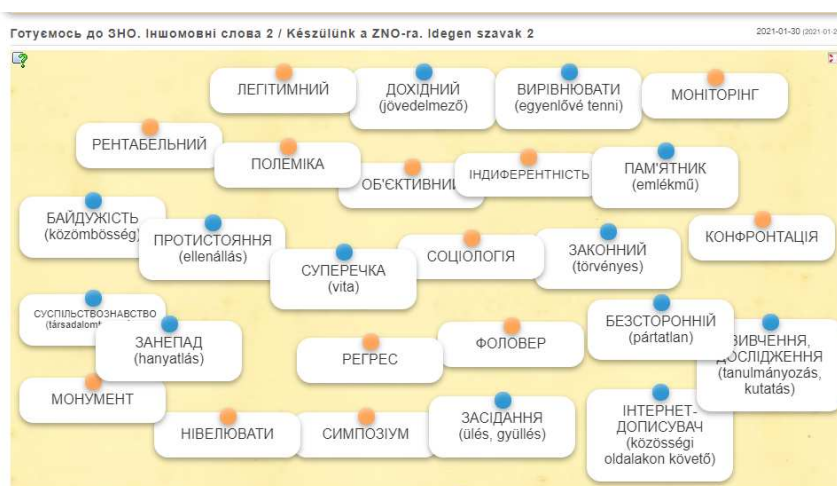 Готуємось до ЗНО. Іншомовні слова 2 / Készülünk a ZNO-ra. Idegen szavak 2
2021-01-30
ЛЕГІТИМНИЙ
ДОХІДНИЙ
(jövedelmező)
ВИРІВНЮВАТИ
(egyenlővé tenni)
МОНІТОРІНГ
РЕНТАБЕЛЬНИЙ
ПОЛЕМІКА
ОБ'ЄКТИВНИЙ
ІНДИФЕРЕНТНІСТЬ
ПАМ'ЯТНИК
(emlékmű)
БАЙДУЖІСТЬ
(közömbösség)
ПРОТИСТОЯННЯ
(ellenállás)
СУПЕРЕЧКА
(vita)
СОЦІОЛОГІЯ
ЗАКОННИЙ
(törvényes)
КОНФРОНТАЦІЯ
СУСПІЛЬСТВОЗНАВСТВО
ЗАНЕПАД
(hanyatlás)
РЕГРЕС
ФОЛОВЕР
БЕЗСТОРОННІЙ
(pártatlan)
ВИВЧЕННЯ,
ДОСЛІДЖЕННЯ
(tanulmányozás,
kutatás)
МОНУМЕНТ
НІВЕЛЮВАТИ
СИМПОЗІУМ
ЗАСІДАННЯ
(ülés, gyüllés)
ІНТЕРНЕТ-
ДОПИСУВАЧ
(közösségi
oldalakon követő)